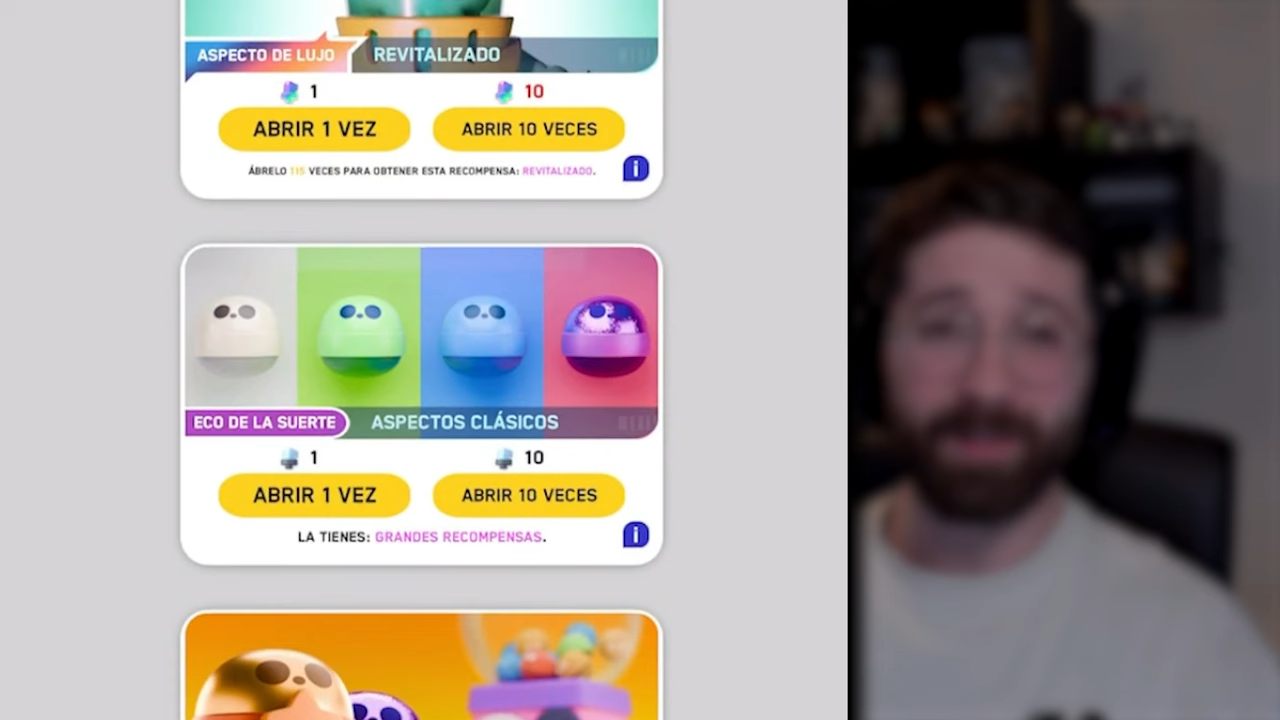 ASPECTO DE LUJO
REVITALIZADO
1
10
ABRIR 1 VEZ
ABRIR 10 VECES
ÁBRELO 115 VECES PARA OBTENER ESTA RECOMPENSA: REVITALIZADO.
i
ECO DE LA SUERTE
ASPECTOS CLÁSICOS
1
10
ABRIR 1 VEZ
ABRIR 10 VECES
LA TIENES: GRANDES RECOMPENSAS.
i